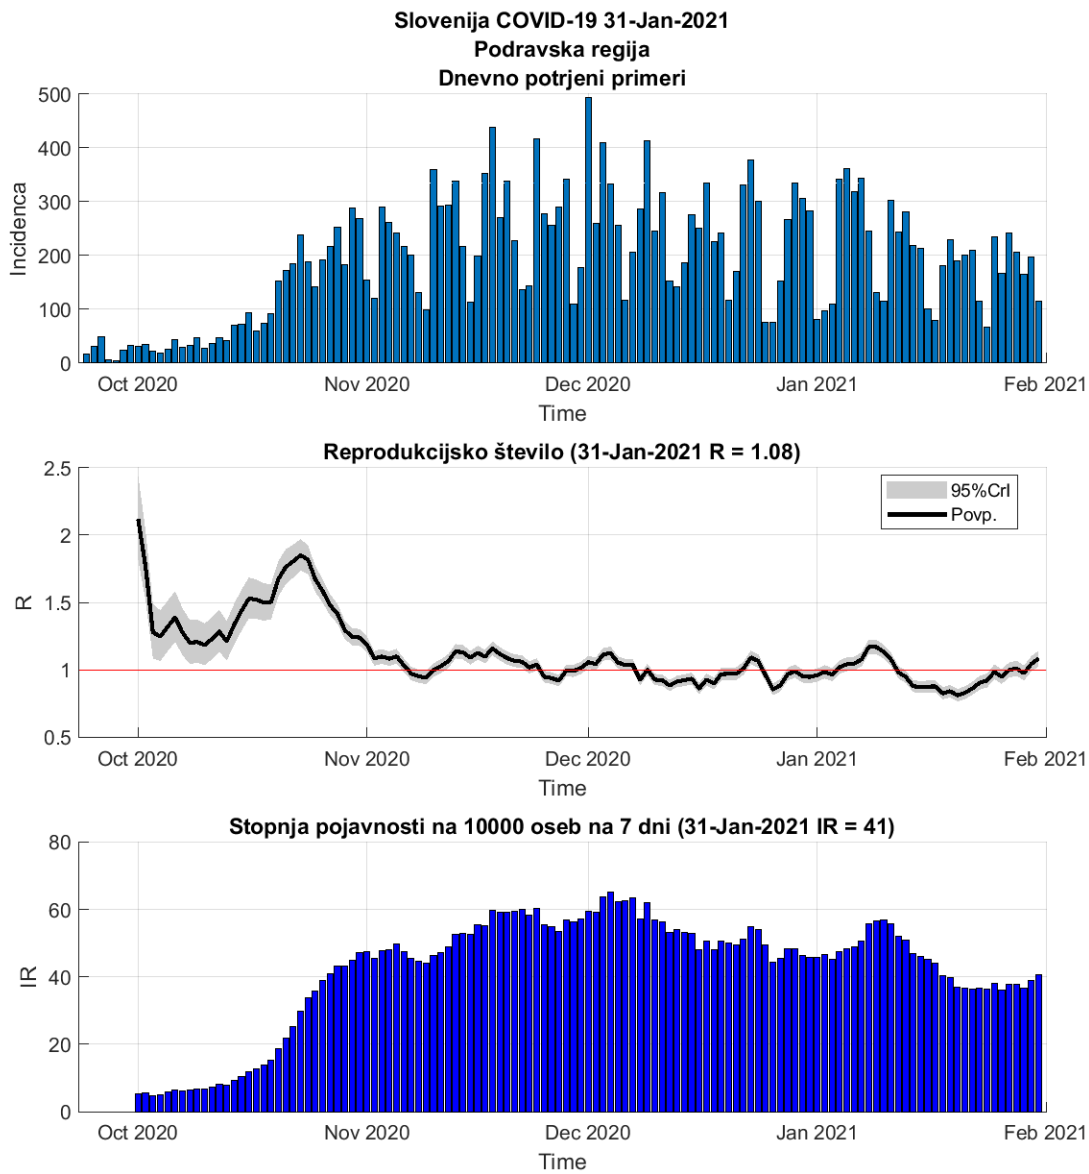 Slovenija COVID-19 31-Jan-2021
Podravska regija
Dnevno potrjeni primeri
500
400
300
200
100
0
Incidenca
Oct 2020 Nov 2020 Dec 2020 Jan 2021 Feb 2021
Time
Reprodukcijsko število (31-Jan-2021 R = 1.08)
2.5
2
1.5
1
0.5
R
95%CrI
Povp.
Oct 2020 Nov 2020 Dec 2020 Jan 2021 Feb 2021
Time
Stopnja pojavnosti na 10000 oseb na 7 dni (31-Jan-2021 IR = 41)
80
60
40
20
0
IR
Oct 2020 Nov 2020 Dec 2020 Jan 2021 Feb 2021
Time